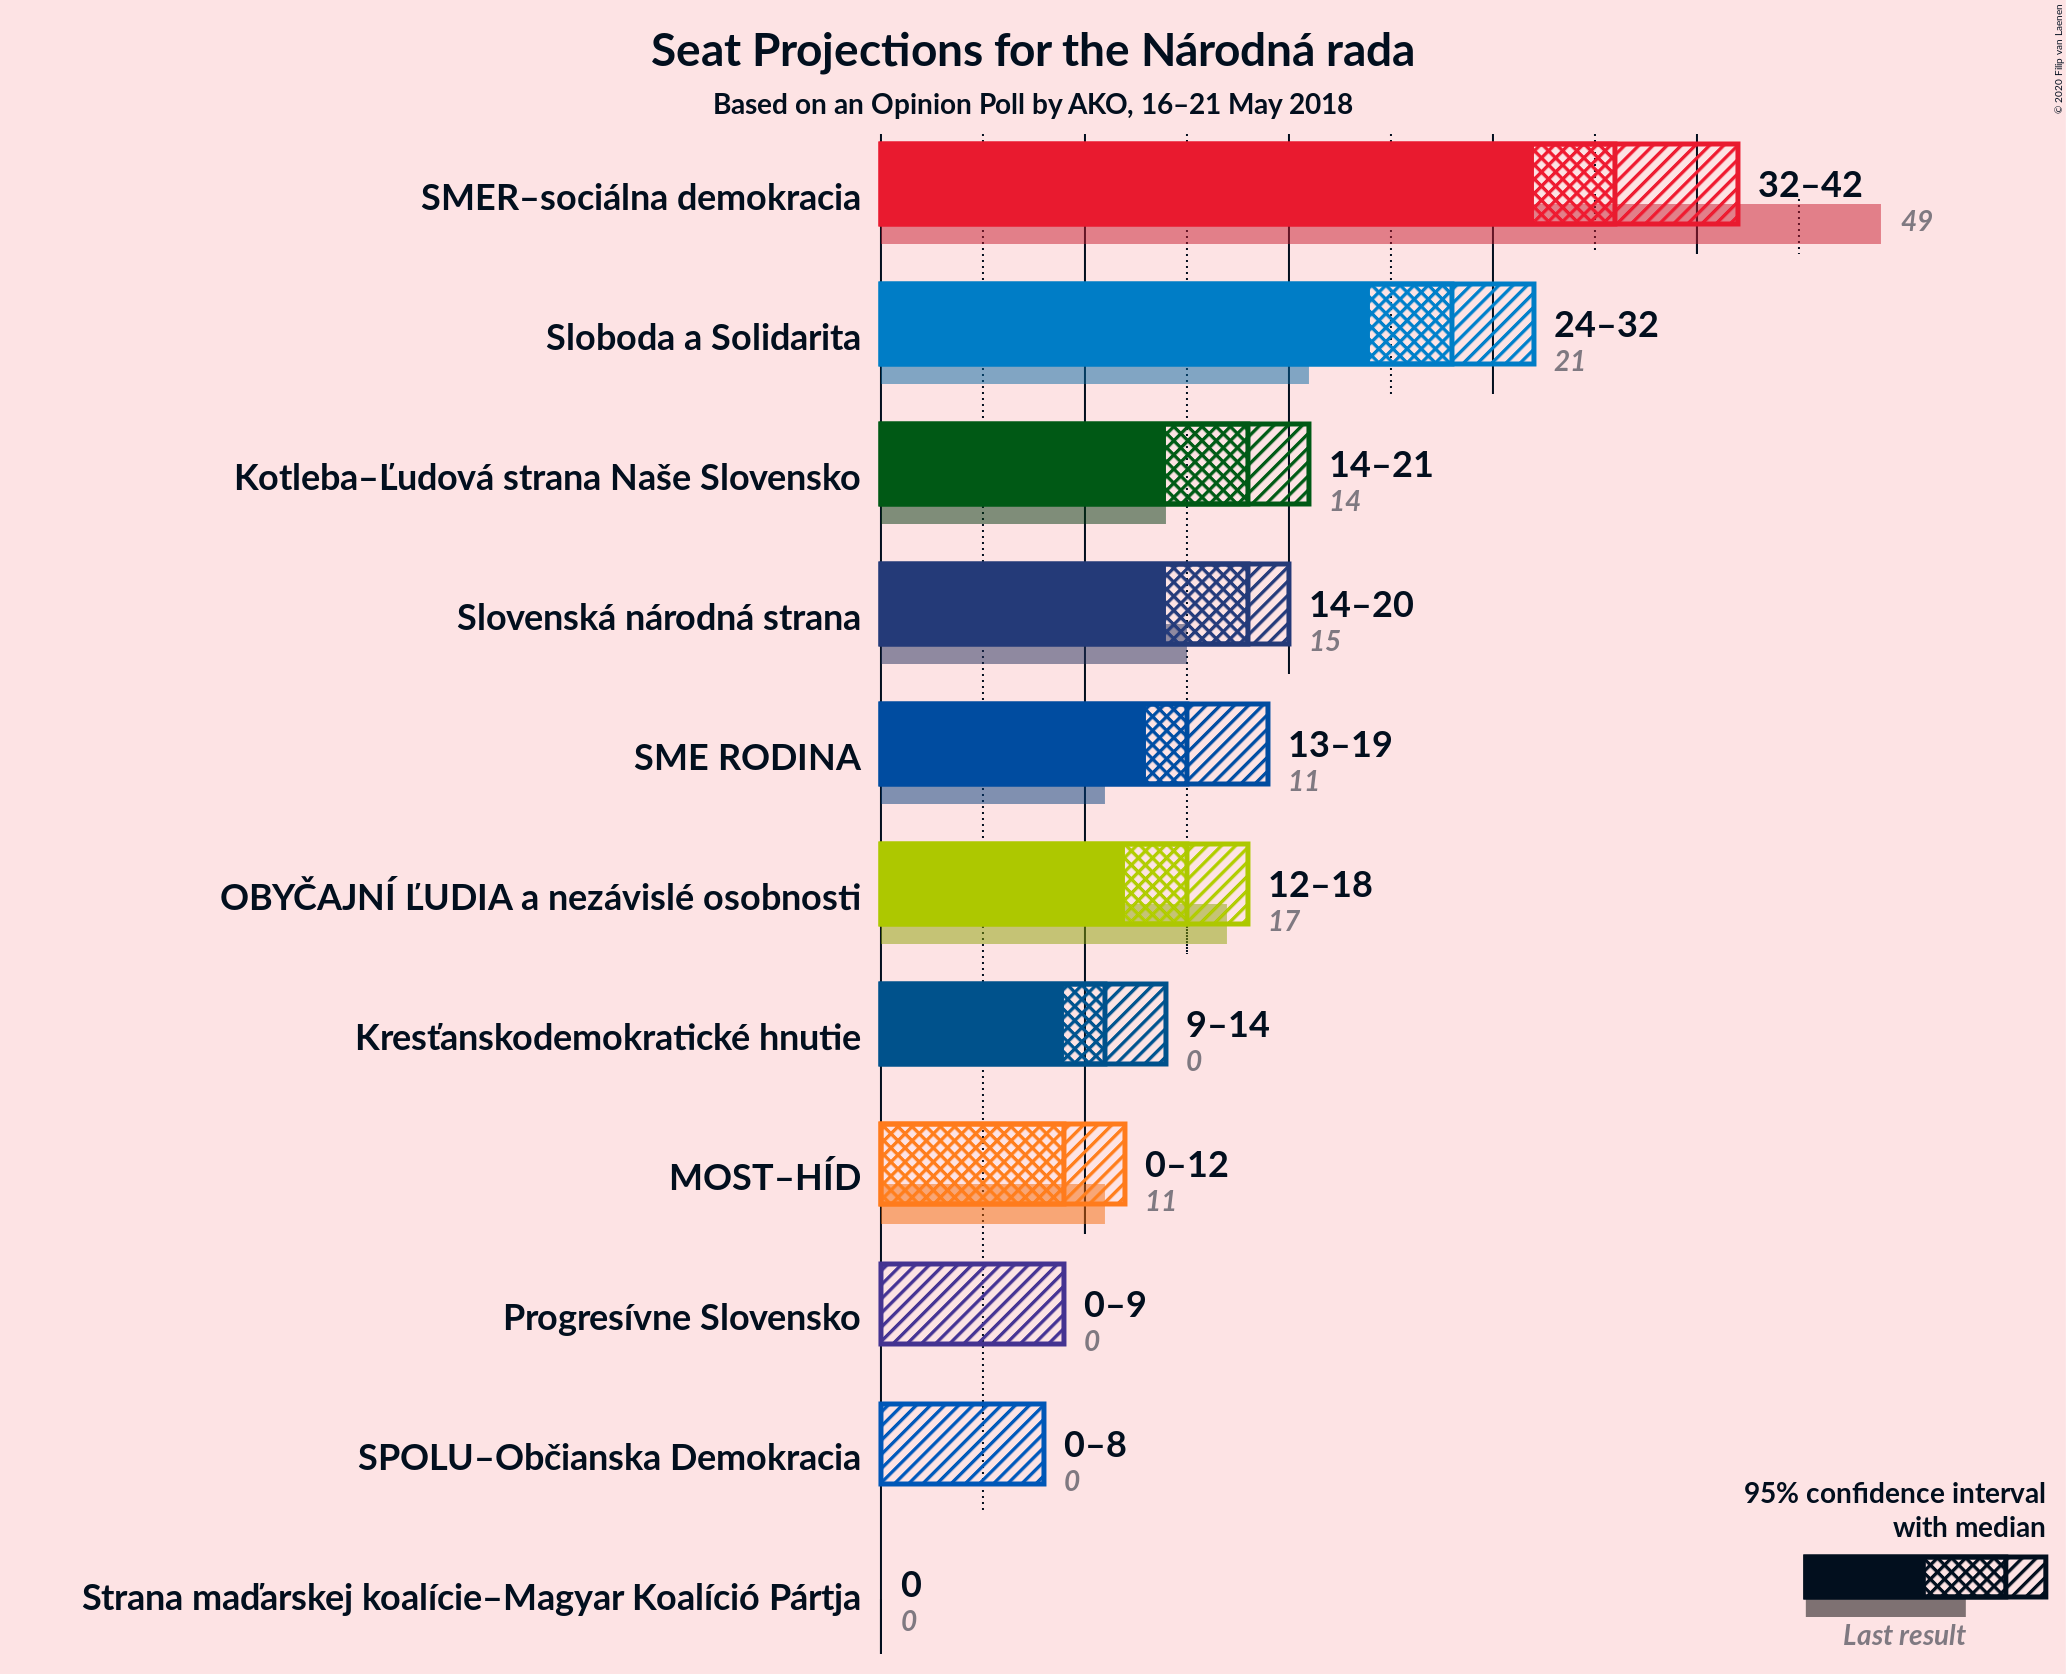 Seat Projections for the Národná rada
Based on an Opinion Poll by AKO, 16–21 May 2018
© 2020 Filip van Laenen
SMER–sociálna demokracia
32–42
49
Sloboda a Solidarita
24–32
21
Kotleba–Ľudová strana Naše Slovensko
14–21
14
Slovenská národná strana
14–20
15
SME RODINA
13–19
11
OBYČAJNÍ ĽUDIA a nezávislé osobnosti
12–18
17
Kresťanskodemokratické hnutie
9–14
0
MOST–HÍD
0–12
11
Progresívne Slovensko
0–9
0
SPOLU–Občianska Demokracia
0–8
0
Strana maďarskej koalície–Magyar Koalíció Pártja
0
0
95% confidence interval
with median
Last result